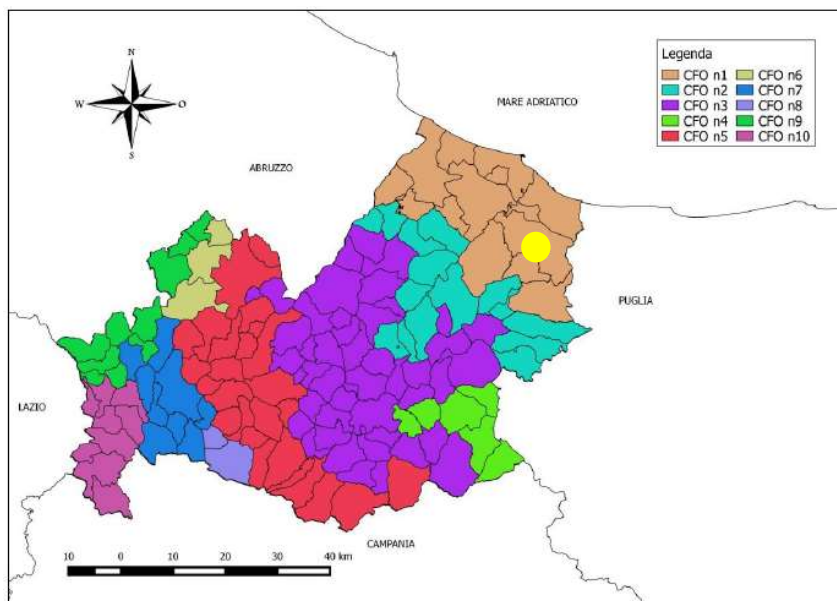 N
W
O
S
MARE ADRIATICO
ABRUZZO
PUGLIA
LAZIO
CAMPANIA
Legenda
CFO n1
CFO n2
CFO n3
CFO n4
CFO n5
CFO n6
CFO n7
CFO n8
CFO n9
CFO n10
10 0 10 20 30 40 km